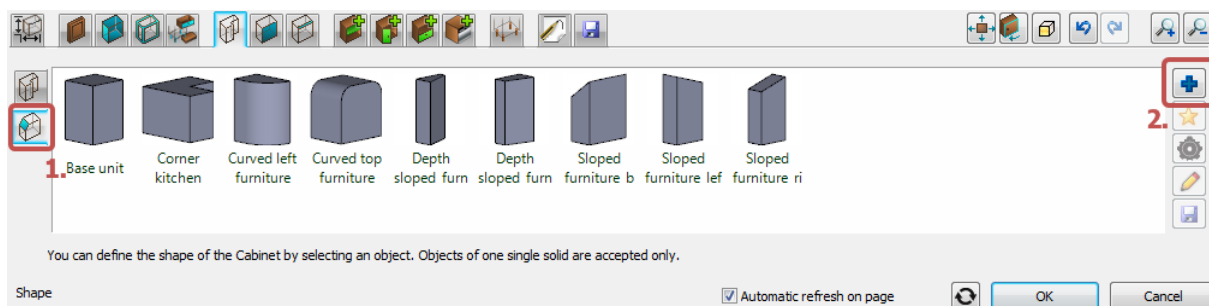 2.
1.
Base unit
Corner
kitchen
Curved left
furniture
Curved top
furniture
Depth
sloped furn
Depth
sloped furn
Sloped
furniture b
Sloped
furniture lef
Sloped
furniture ri
You can define the shape of the Cabinet by selecting an object. Objects of one single solid are accepted only.
Shape
Automatic refresh on page
OK
Cancel